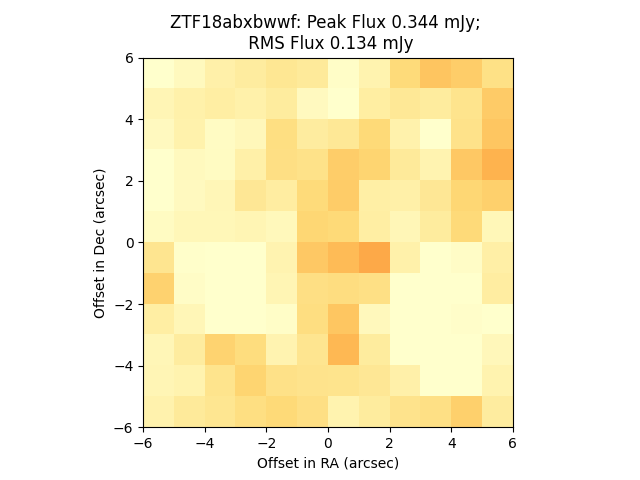 ZTF18abxbwwf: Peak Flux 0.344 mJy;
RMS Flux 0.134 mJy
6
4
2
0
−2
−4
−6
Offset in Dec (arcsec)
−6 −4 −2 0 2 4 6
Offset in RA (arcsec)